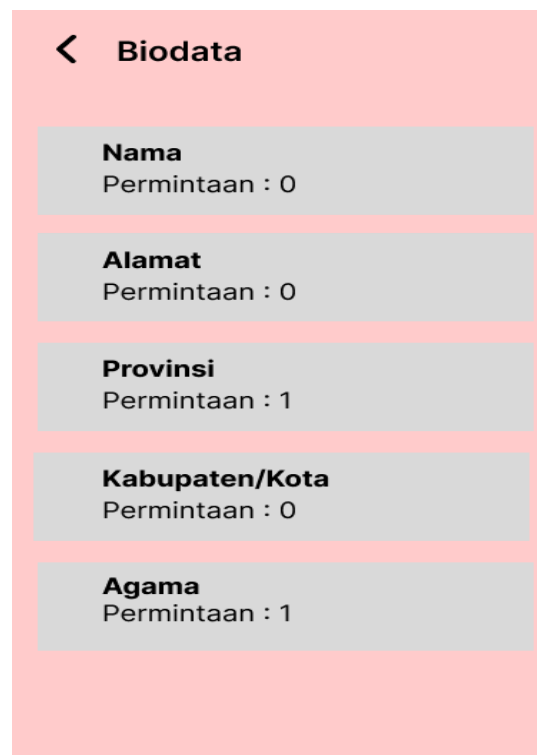 Biodata
Nama
Permintaan : 0
Alamat
Permintaan : 0
Provinsi
Permintaan : 1
Kabupaten/Kota
Permintaan : 0
Agama
Permintaan : 1